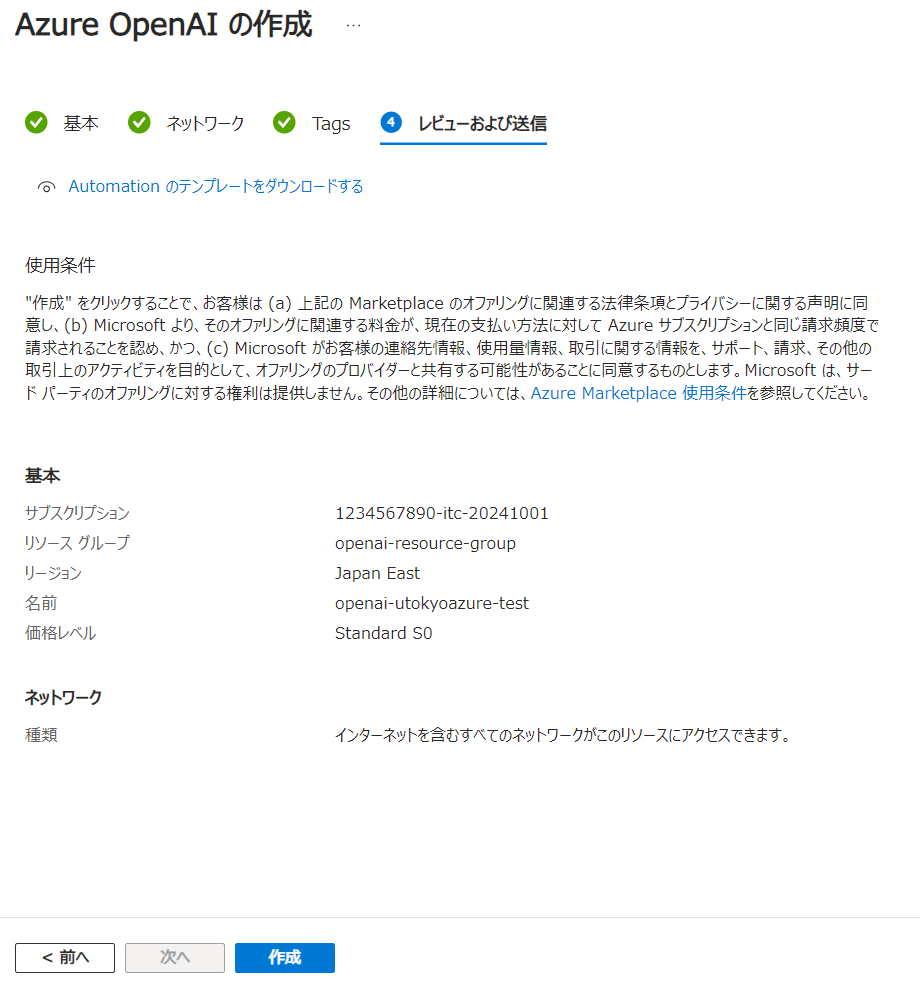 Azure OpenAI の作成 …
基本 ネットワーク Tags 4 レビューおよび送信
Automation のテンプレートをダウンロードする
使用条件
"作成" をクリックすることで、お客様は (a) 上記の Marketplace のオファリングに関連する法律条項とプライバシーに関する声明に同
意し、(b) Microsoft より、そのオファリングに関連する料金が、現在の支払い方法に対して Azure サブスクリプションと同じ請求頻度で
請求されることを認め、かつ、(c) Microsoft がお客様の連絡先情報、使用量情報、取引に関する情報を、サポート、請求、その他の
取引上のアクティビティを目的として、オファリングのプロバイダーと共有する可能性があることに同意するものとします。Microsoft は、サー
ド パーティのオファリングに対する権利は提供しません。その他の詳細については、Azure Marketplace 使用条件を参照してください。
基本
サブスクリプション 1234567890-itc-20241001
リソース グループ openai-resource-group
リージョン Japan East
名前 openai-utokyoazure-test
価格レベル Standard S0
ネットワーク
種類 インターネットを含むすべてのネットワークがこのリソースにアクセスできます。
< 前へ 次へ 作成